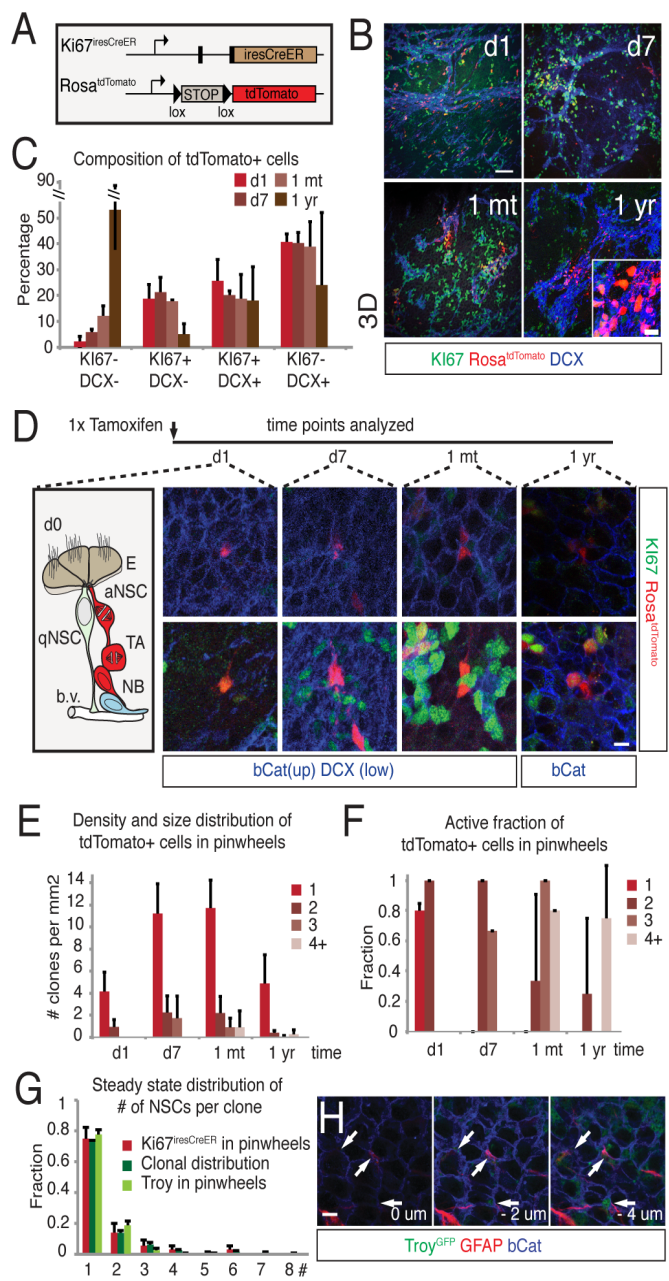 A
Ki67iresCreER
iresCreER
RosatdTomato
STOP
tdTomato
lox
lox
B
d1
d7
1 mt
1 yr
3D
KI67 RosatdTomato DCX
C
Composition of tdTomato+ cells
d1
1 mt
d7
1 yr
Percentage
90
50
40
30
20
10
0
KI67-
DCX-
KI67+
DCX-
KI67+
DCX+
KI67-
DCX+
D
1x Tamoxifen
time points analyzed
d1
d7
1 mt
1 yr
d0
E
aNSC
qNSC
TA
NB
b.v.
KI67 RosatdTomato
bCat(up) DCX (low)
bCat
E
Density and size distribution of
tdTomato+ cells in pinwheels
# clones per mm2
14
12
10
8
6
4
2
0
1
2
3
4+
d1
d7
1 mt
1 yr
time
F
Active fraction of
tdTomato+ cells in pinwheels
Fraction
1
0.8
0.6
0.4
0.2
0
1
2
3
4+
d1
d7
1 mt
1 yr
time
G
Steady state distribution of
# of NSCs per clone
Fraction
1
0.8
0.6
0.4
0.2
0
Ki67iresCreER in pinwheels
Clonal distribution
Troy in pinwheels
1 2 3 4 5 6 7 8 #
H
0 um
- 2 um
- 4 um
TroyGFP GFAP bCat